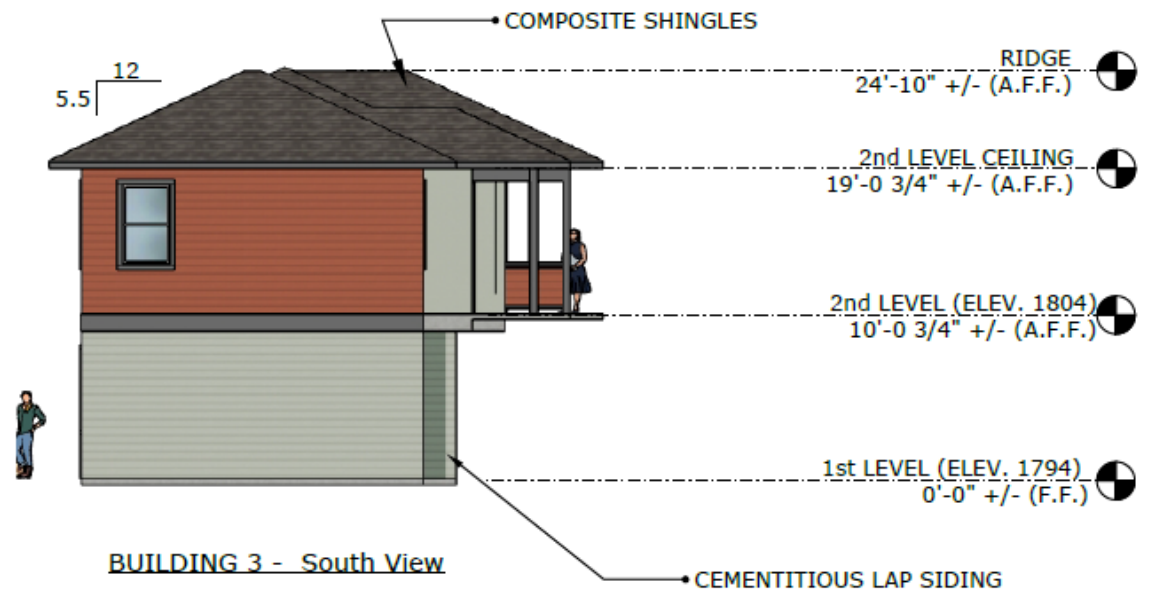 COMPOSITE SHINGLES
12
5.5
RIDGE
24'-10" +/- (A.F.F.)
2nd LEVEL CEILING
19'-0 3/4" +/- (A.F.F.)
2nd LEVEL (ELEV. 1804)
10'-0 3/4" +/- (A.F.F.)
1st LEVEL (ELEV. 1794)
0'-0" +/- (F.F.)
BUILDING 3 - South View
CEMENTITIOUS LAP SIDING